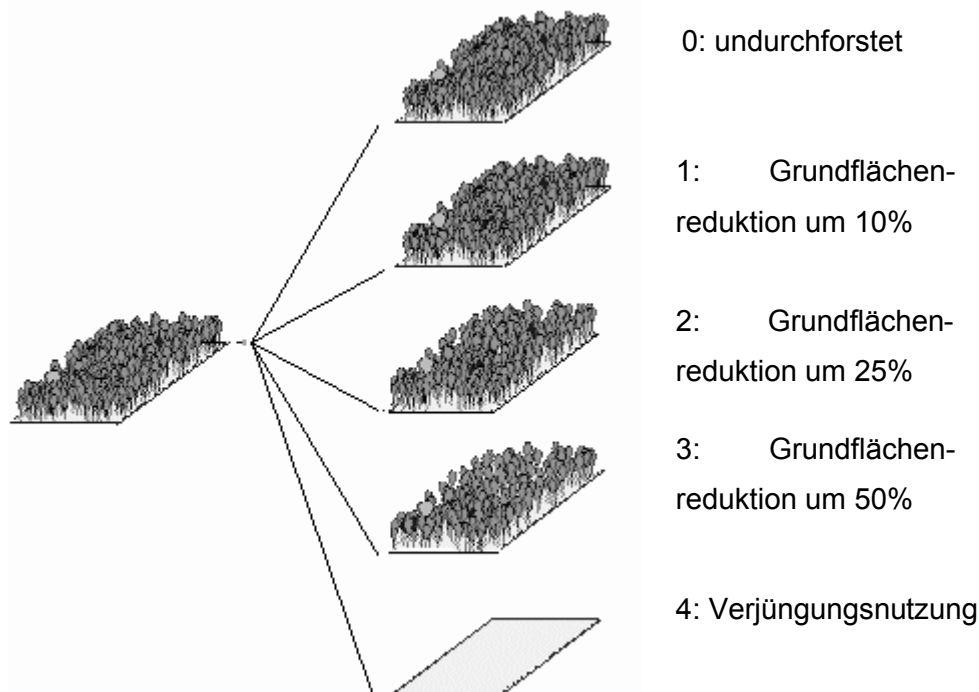 0: undurchforstet
1: Grundflächen-
reduktion um 10%
2: Grundflächen-
reduktion um 25%
3: Grundflächen-
reduktion um 50%
4: Verjüngungsnutzung